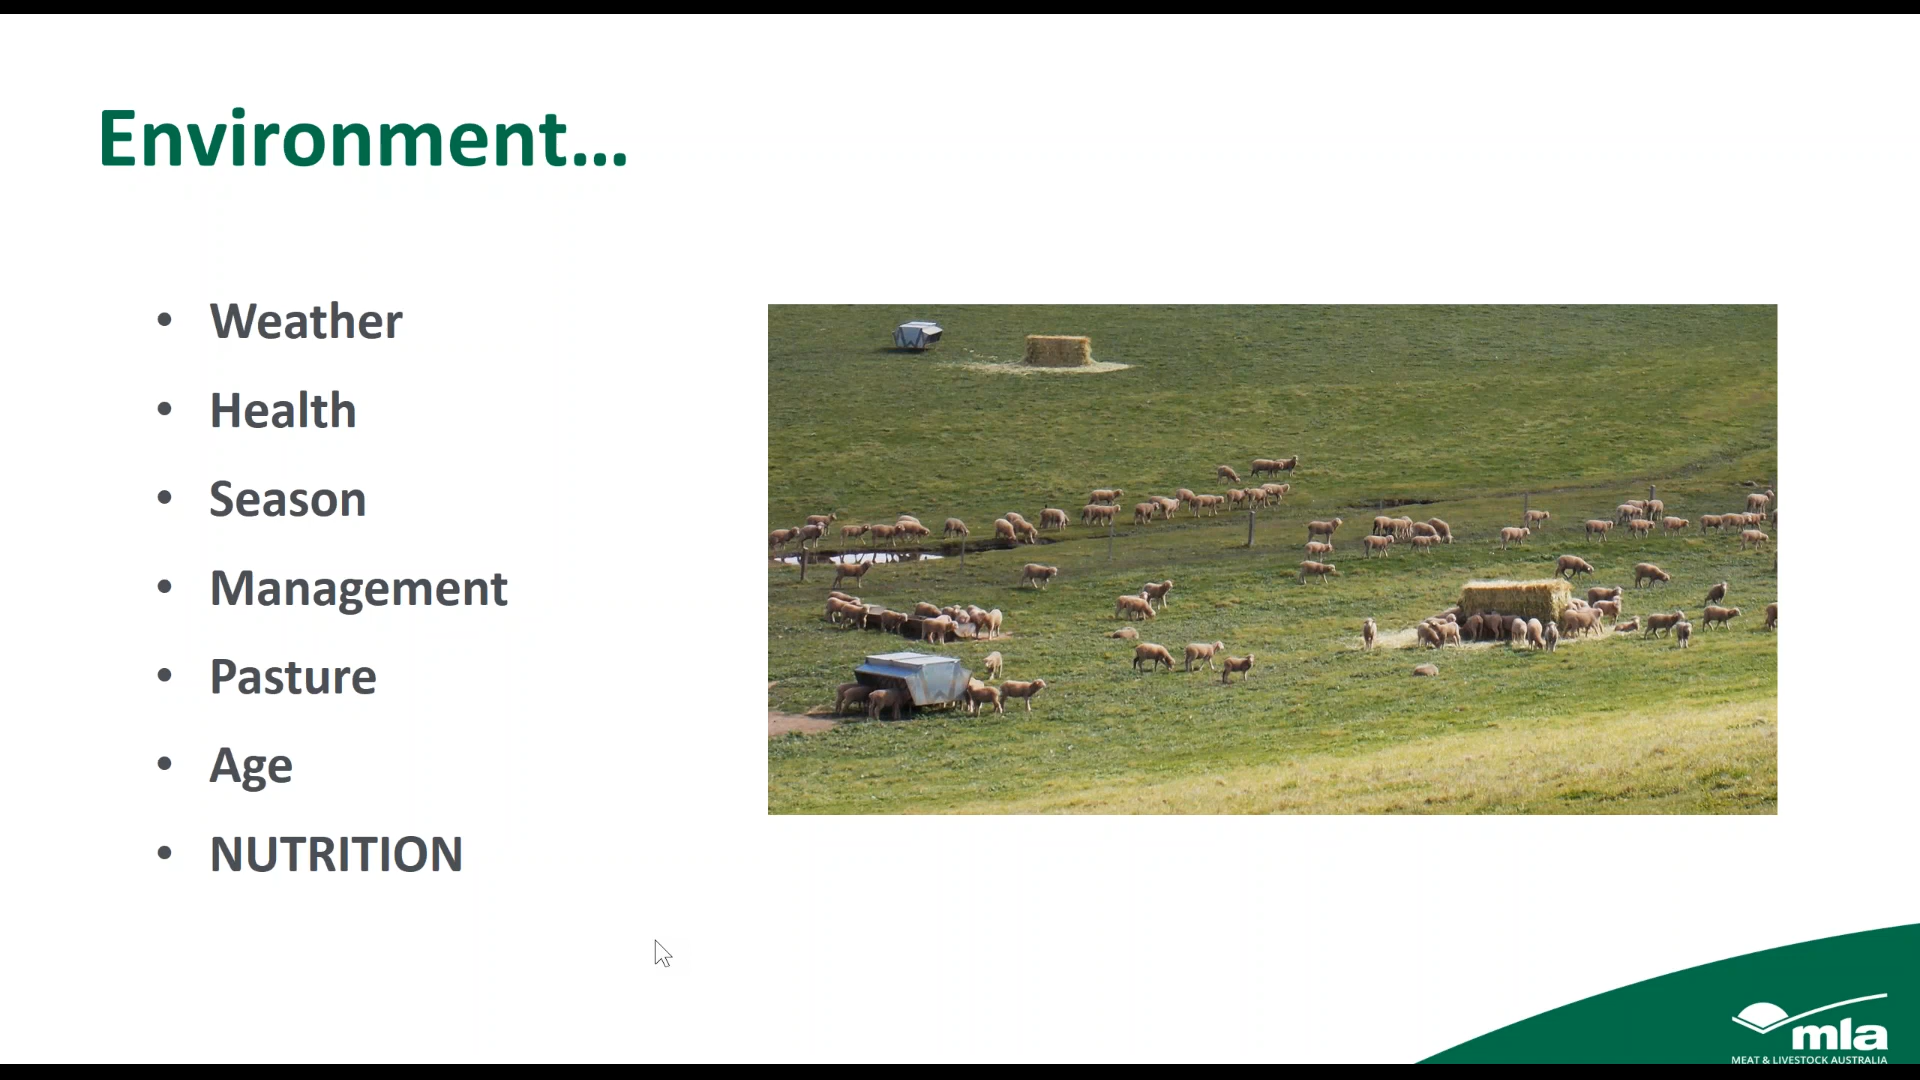 Environment...
• Weather
• Health
• Season
• Management
• Pasture
• Age
• NUTRITION
mla
MEAT & LIVESTOCK AUSTRALIA